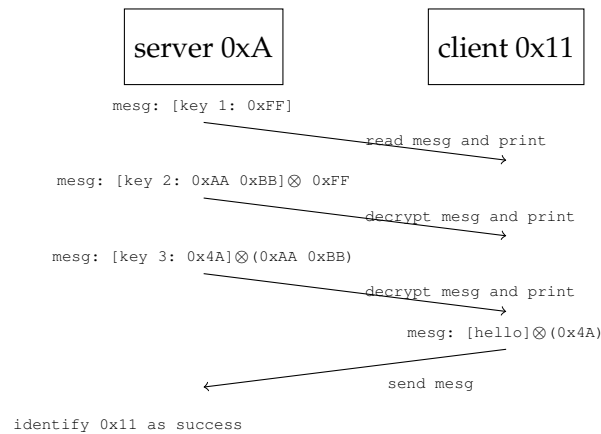 server 0xA
client 0x11
mesg: [key 1: 0xFF]
read mesg and print
mesg: [key 2: 0xAA 0xBB]⊗ 0xFF
decrypt mesg and print
mesg: [key 3: 0x4A]⊗(0xAA 0xBB)
decrypt mesg and print
mesg: [hello]⊗(0x4A)
send mesg
identify 0x11 as success